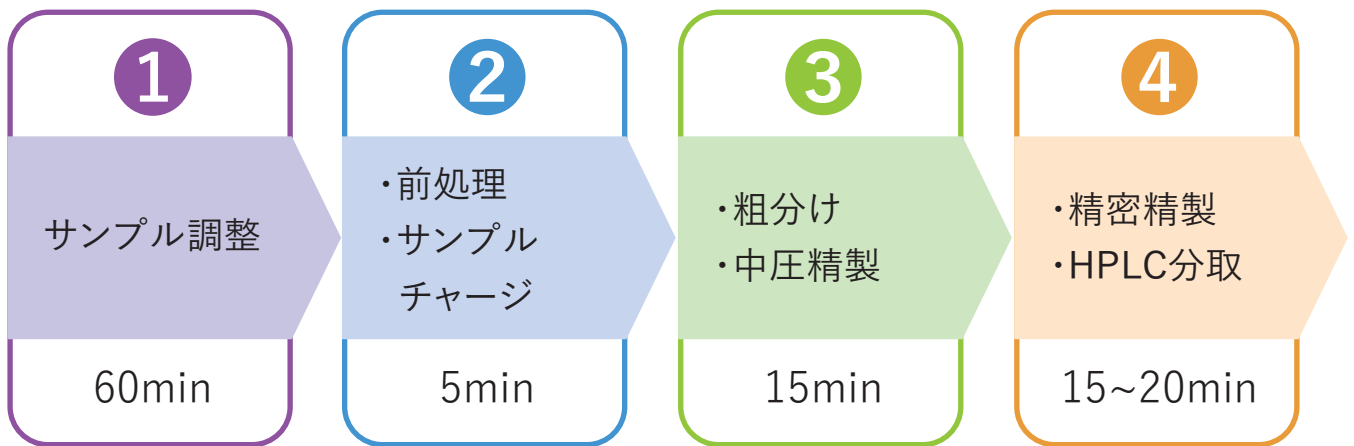 1
サンプル調整
60min
2
・前処理
・サンプル
チャージ
5min
3
・粗分け
・中圧精製
15min
4
・精密精製
・HPLC分取
15~20min